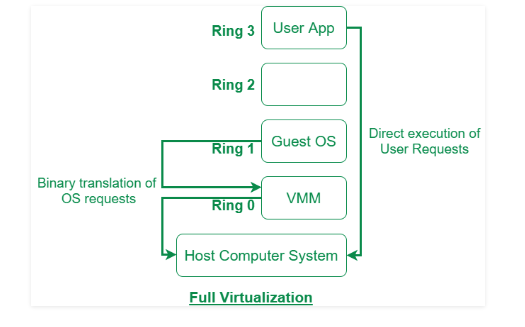 Ring 3
User App
Ring 2
Ring 1
Guest OS
Direct execution of
User Requests
Binary translation of
OS requests
Ring 0
VMM
Host Computer System
Full Virtualization